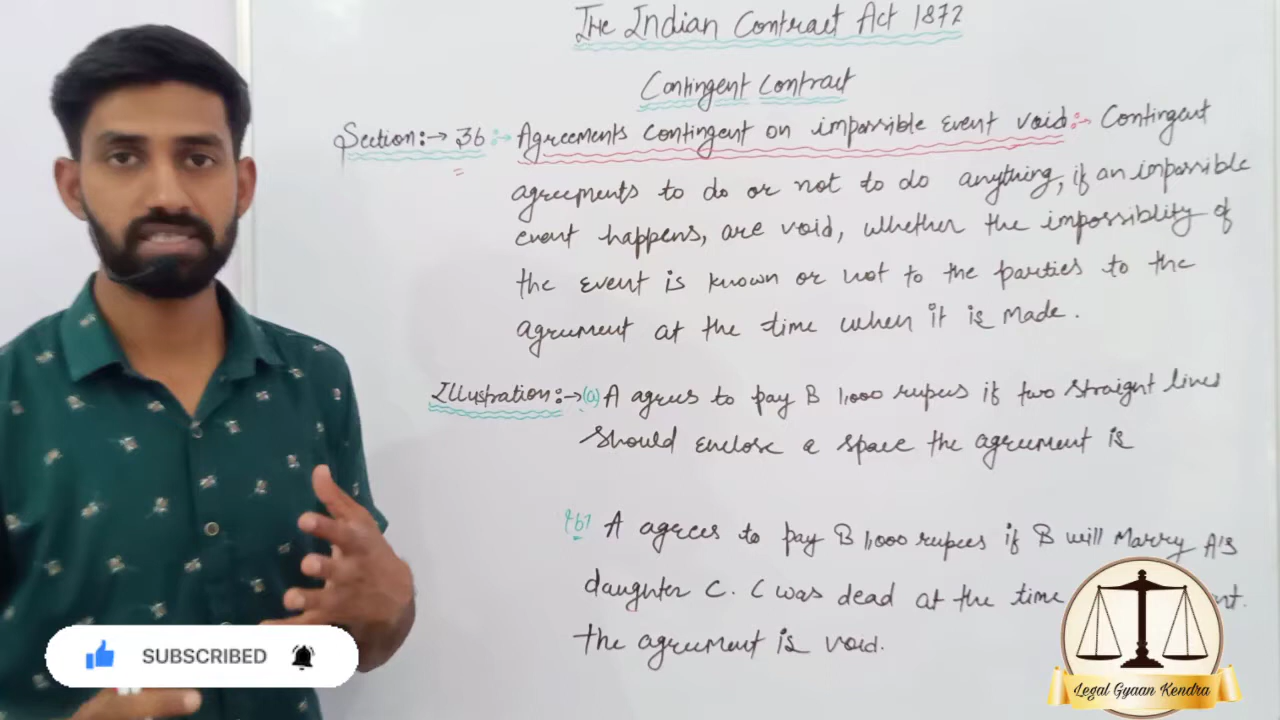 The Indian Contract Act 1872
Contingent Contract
Section:→ 36 :→ Agreements contingent on impossible Event void:→ Contingent
agreements to do or not to do anything, if an impossible
event happens, are void, whether the impossiblity of
the event is known or not to the parties to the
agreement at the time when it is made.
Illustration:→(a) A agrees to pay B 1,000 rupees if two straight lines
should enclose a space the agreement is
(b) A agrees to pay B 1,000 rupees if B will Marry A's
daughter C. C was dead at the time
the agreement is void.
SUBSCRIBED
Legal Gyaan Kendra